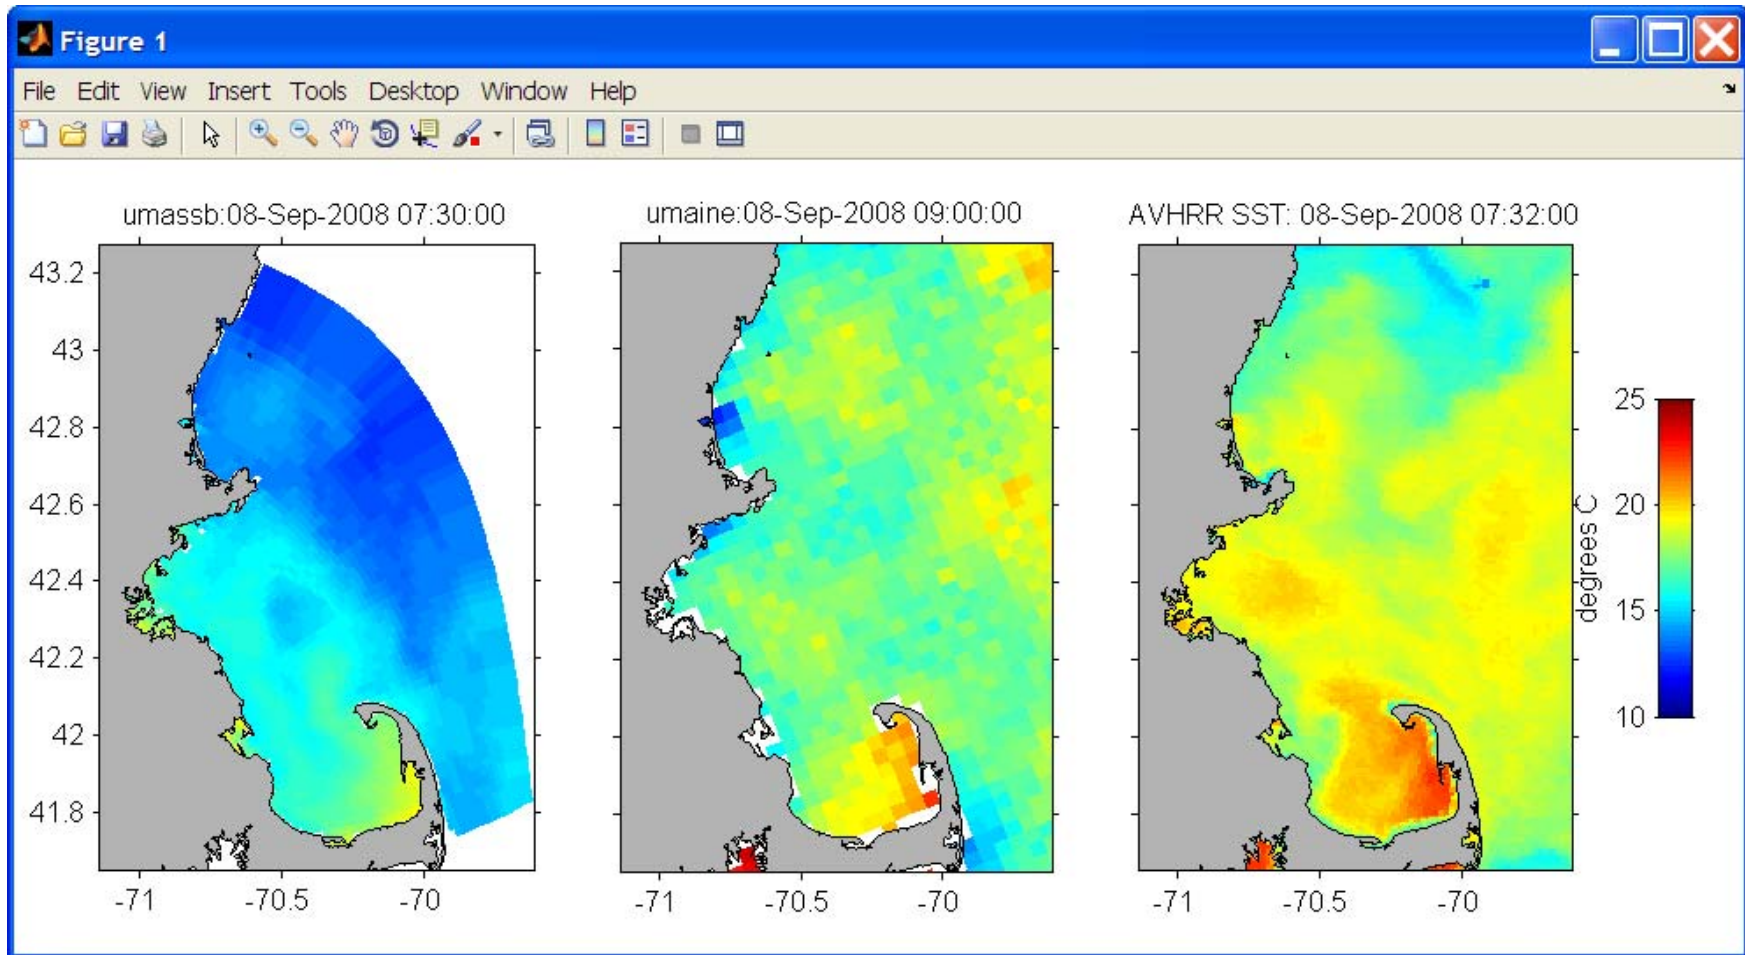 Figure 1
File Edit View Insert Tools Desktop Window Help
umassb:08-Sep-2008 07:30:00
umaine:08-Sep-2008 09:00:00
AVHRR SST: 08-Sep-2008 07:32:00
43.2
43
42.8
42.6
42.4
42.2
42
41.8
-71 -70.5 -70
-71 -70.5 -70
-71 -70.5 -70
degrees C
25
20
15
10